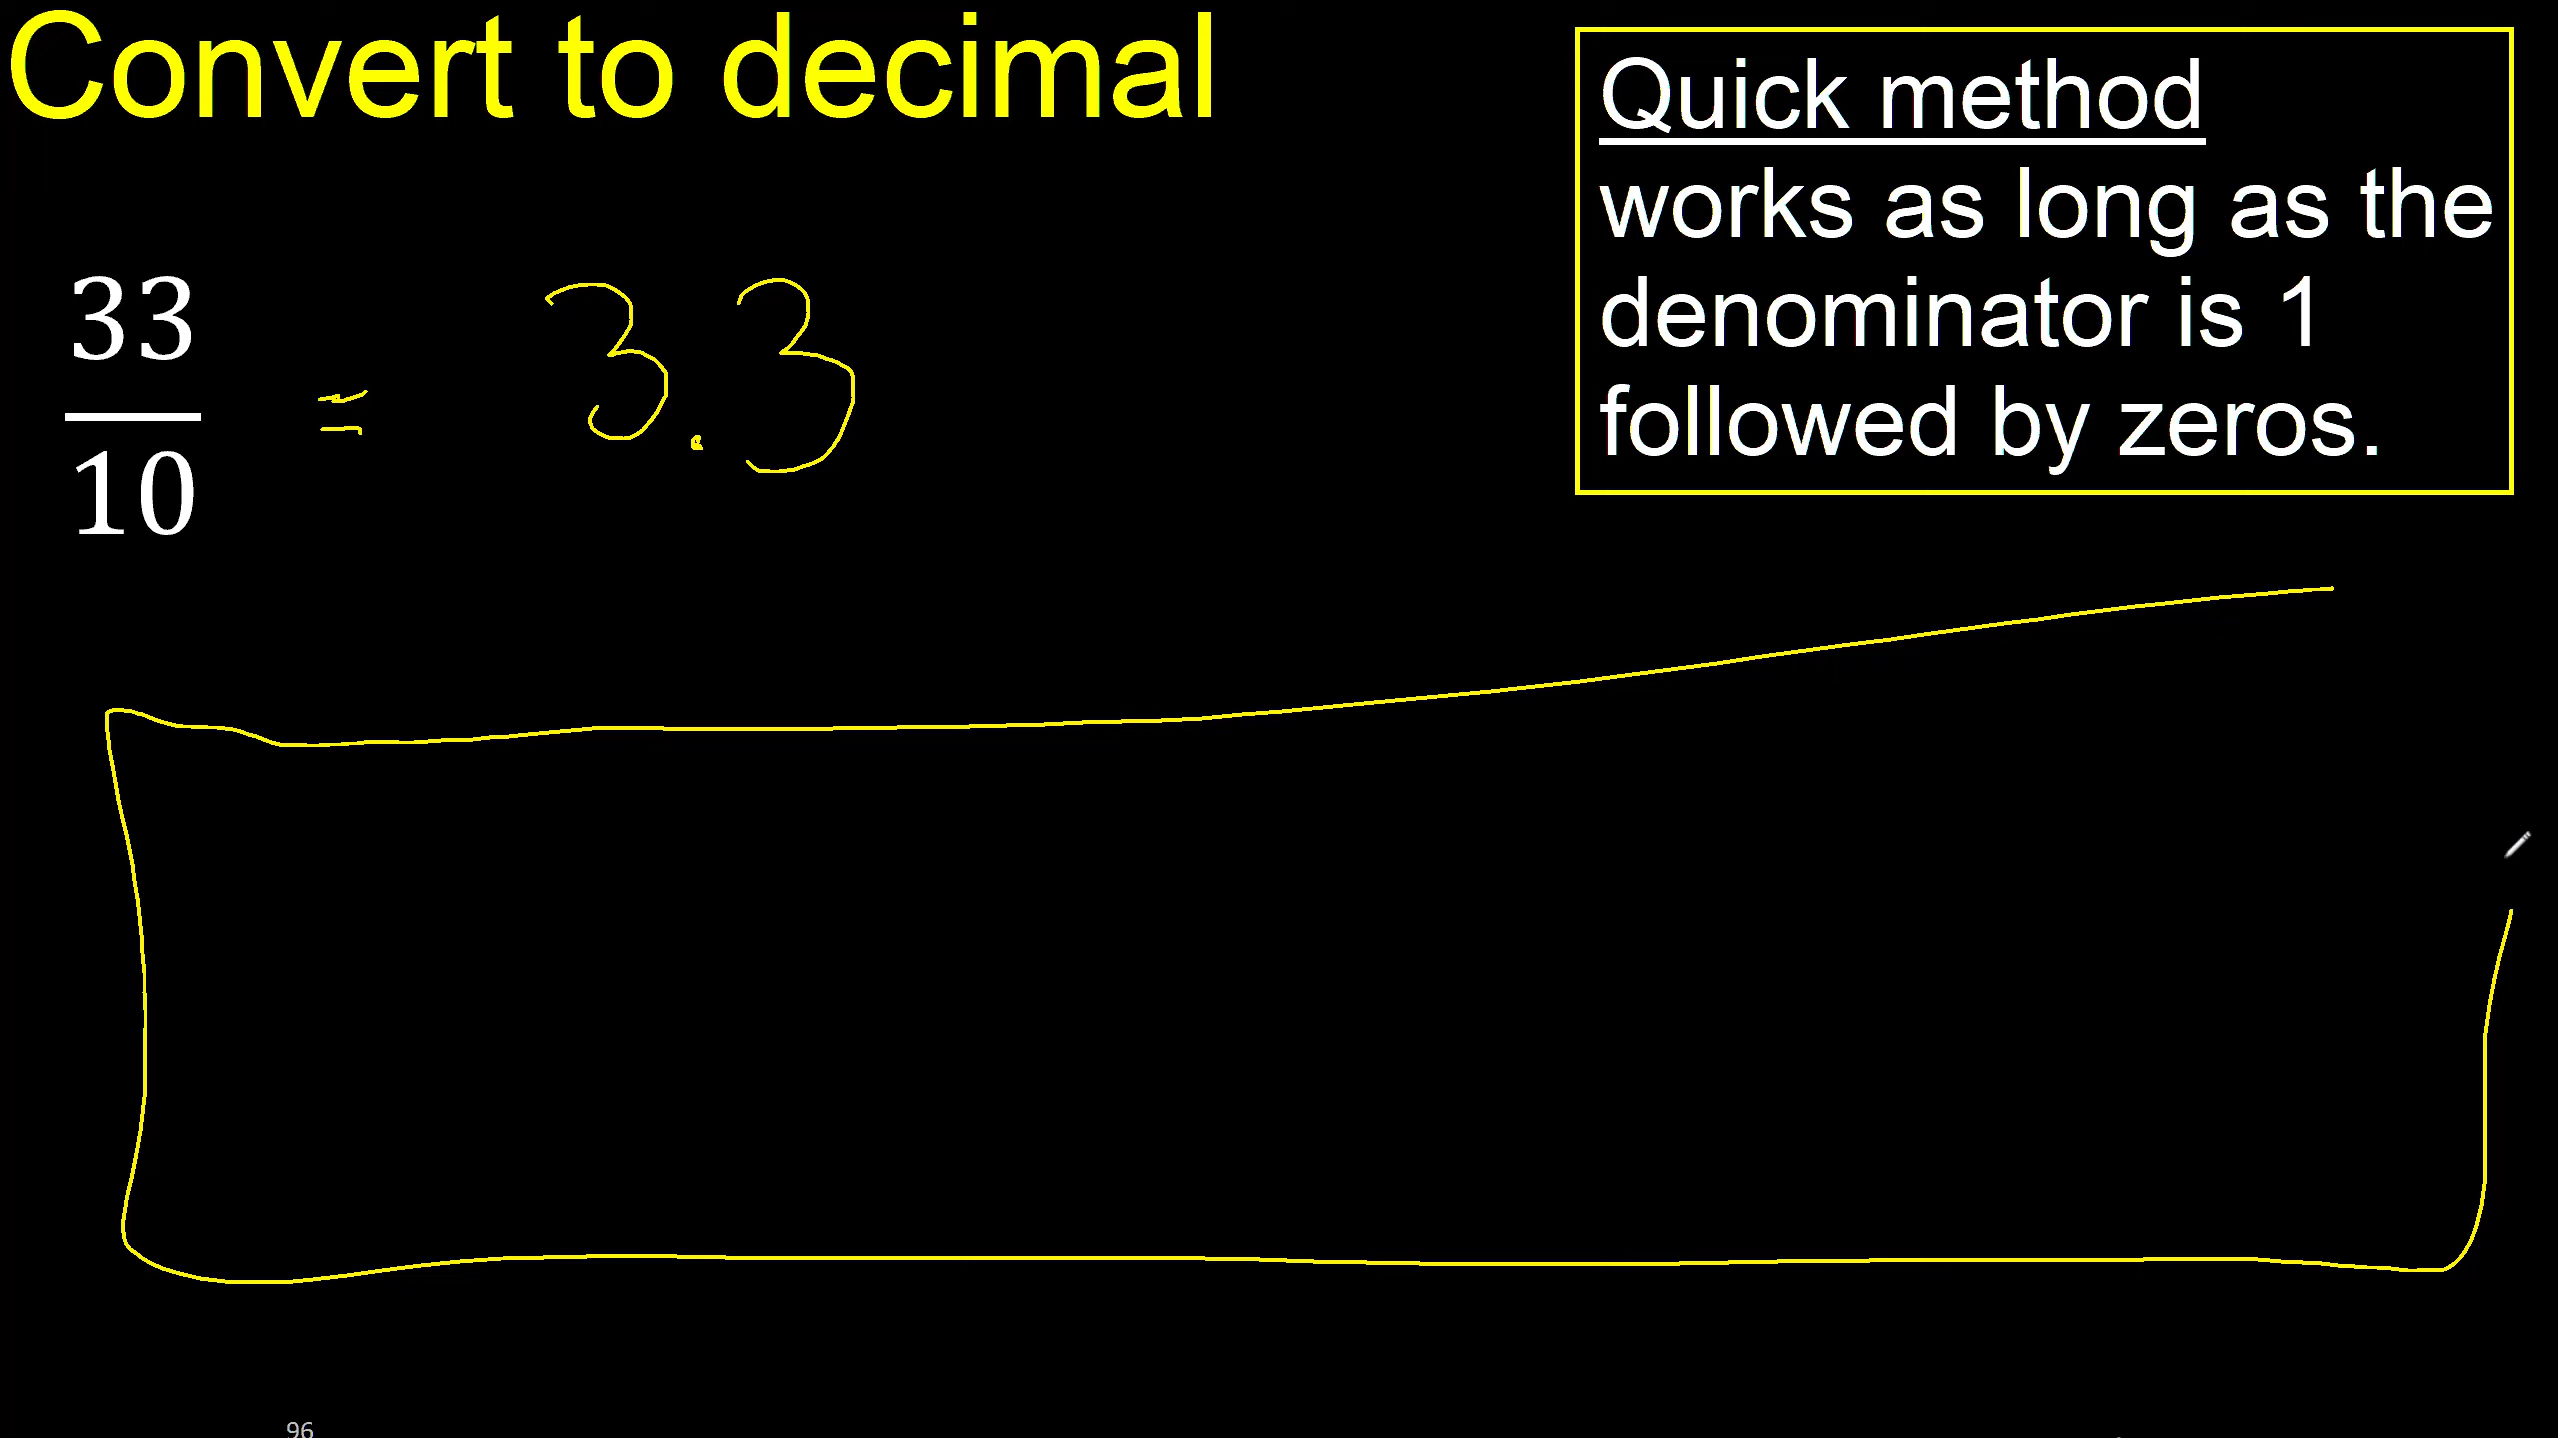 Convert to decimal
Quick method
works as long as the
denominator is 1
followed by zeros.
33
10
= 3.3
96